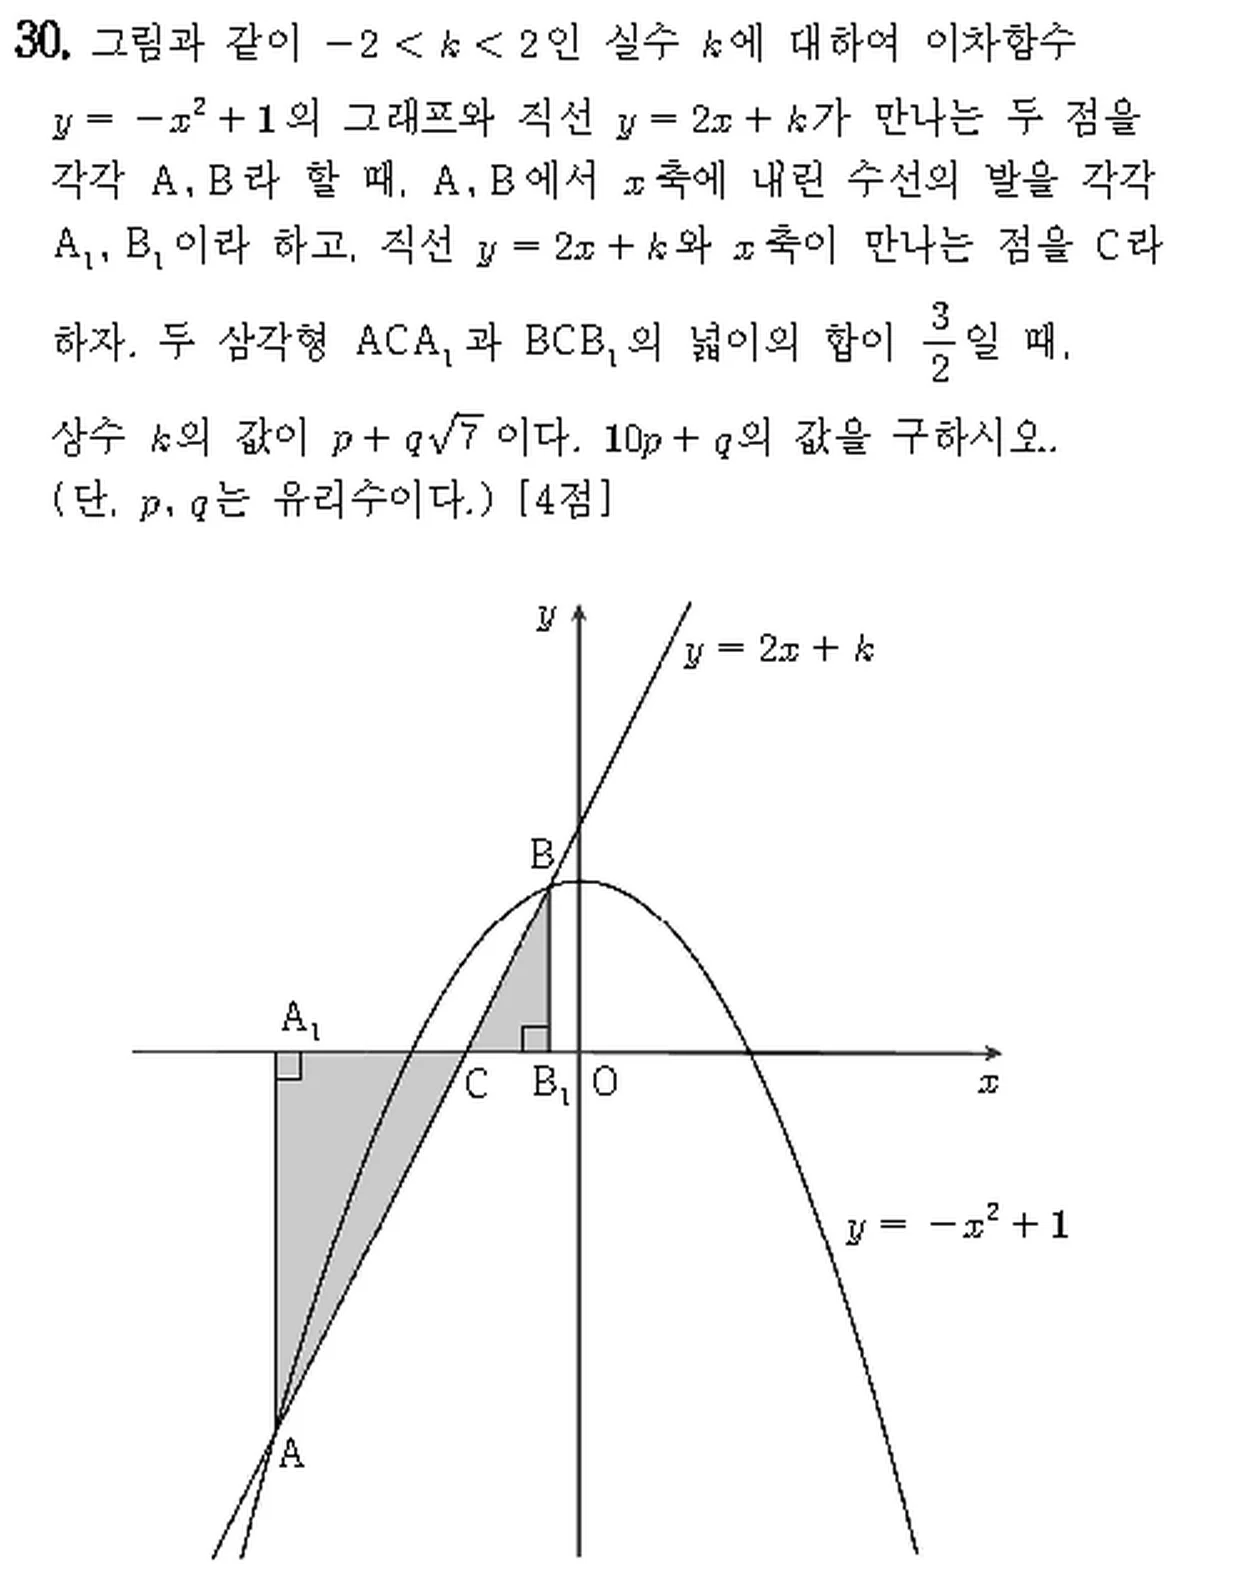 30. 그림과 같이 −2 < k < 2인 실수 k에 대하여 이차함수
y = −x² + 1의 그래프와 직선 y = 2x + k가 만나는 두 점을
각각 A, B라 할 때, A, B에서 x축에 내린 수선의 발을 각각
A₁, B₁이라 하고, 직선 y = 2x + k와 x축이 만나는 점을 C라
하자. 두 삼각형 ACA₁과 BCB₁의 넓이의 합이 3/2일 때,
상수 k의 값이 p + q√7 이다. 10p + q의 값을 구하시오..
(단, p, q는 유리수이다.) [4점]
y
y = 2x + k
B
A₁
C
B₁
O
x
y = −x² + 1
A